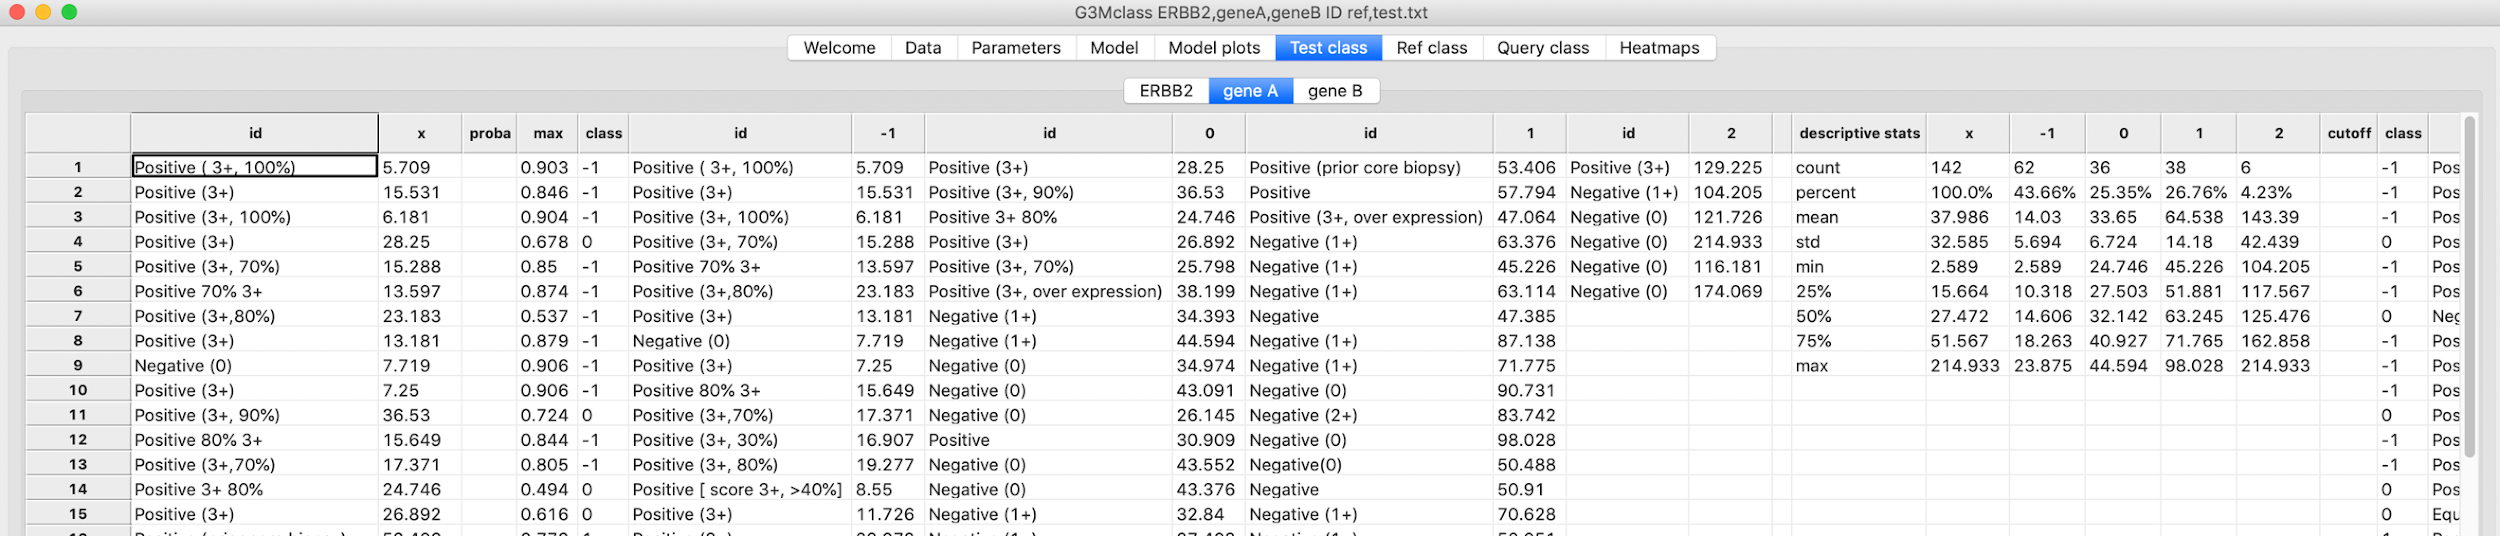 G3Mclass ERBB2,geneA,geneB ID ref,test.txt
Welcome Data Parameters Model Model plots Test class Ref class Query class Heatmaps
ERBB2 gene A gene B
id x proba max class id -1 id 0 id 1 id 2 descriptive stats x -1 0 1 2 cutoff class
1 Positive ( 3+, 100%) 5.709 0.903 -1 Positive ( 3+, 100%) 5.709 Positive (3+) 28.25 Positive (prior core biopsy) 53.406 Positive (3+) 129.225 count 142 62 36 38 6 -1 Pos
2 Positive (3+) 15.531 0.846 -1 Positive (3+) 15.531 Positive (3+, 90%) 36.53 Positive 57.794 Negative (1+) 104.205 percent 100.0% 43.66% 25.35% 26.76% 4.23% -1 Pos
3 Positive (3+, 100%) 6.181 0.904 -1 Positive (3+, 100%) 6.181 Positive 3+ 80% 24.746 Positive (3+, over expression) 47.064 Negative (0) 121.726 mean 37.986 14.03 33.65 64.538 143.39 -1 Pos
4 Positive (3+) 28.25 0.678 0 Positive (3+, 70%) 15.288 Positive (3+) 26.892 Negative (1+) 63.376 Negative (0) 214.933 std 32.585 5.694 6.724 14.18 42.439 0 Pos
5 Positive (3+, 70%) 15.288 0.85 -1 Positive 70% 3+ 13.597 Positive (3+, 70%) 25.798 Negative (1+) 45.226 Negative (0) 116.181 min 2.589 2.589 24.746 45.226 104.205 -1 Pos
6 Positive 70% 3+ 13.597 0.874 -1 Positive (3+,80%) 23.183 Positive (3+, over expression) 38.199 Negative (1+) 63.114 Negative (0) 174.069 25% 15.664 10.318 27.503 51.881 117.567 -1 Pos
7 Positive (3+,80%) 23.183 0.537 -1 Positive (3+) 13.181 Negative (1+) 34.393 Negative 47.385 50% 27.472 14.606 32.142 63.245 125.476 0 Neg
8 Positive (3+) 13.181 0.879 -1 Negative (0) 7.719 Negative (1+) 44.594 Negative (1+) 87.138 75% 51.567 18.263 40.927 71.765 162.858 -1 Pos
9 Negative (0) 7.719 0.906 -1 Positive (3+) 7.25 Negative (0) 34.974 Negative (1+) 71.775 max 214.933 23.875 44.594 98.028 214.933 -1 Pos
10 Positive (3+) 7.25 0.906 -1 Positive 80% 3+ 15.649 Negative (0) 43.091 Negative (0) 90.731 -1 Pos
11 Positive (3+, 90%) 36.53 0.724 0 Positive (3+,70%) 17.371 Negative (0) 26.145 Negative (2+) 83.742 0 Pos
12 Positive 80% 3+ 15.649 0.844 -1 Positive (3+, 30%) 16.907 Positive 30.909 Negative (0) 98.028 -1 Pos
13 Positive (3+,70%) 17.371 0.805 -1 Positive (3+, 80%) 19.277 Negative (0) 43.552 Negative(0) 50.488 -1 Pos
14 Positive 3+ 80% 24.746 0.494 0 Positive [ score 3+, >40%] 8.55 Negative (0) 43.376 Negative 50.91 0 Pos
15 Positive (3+) 26.892 0.616 0 Positive (3+) 11.726 Negative (1+) 32.84 Negative (1+) 70.628 0 Equ